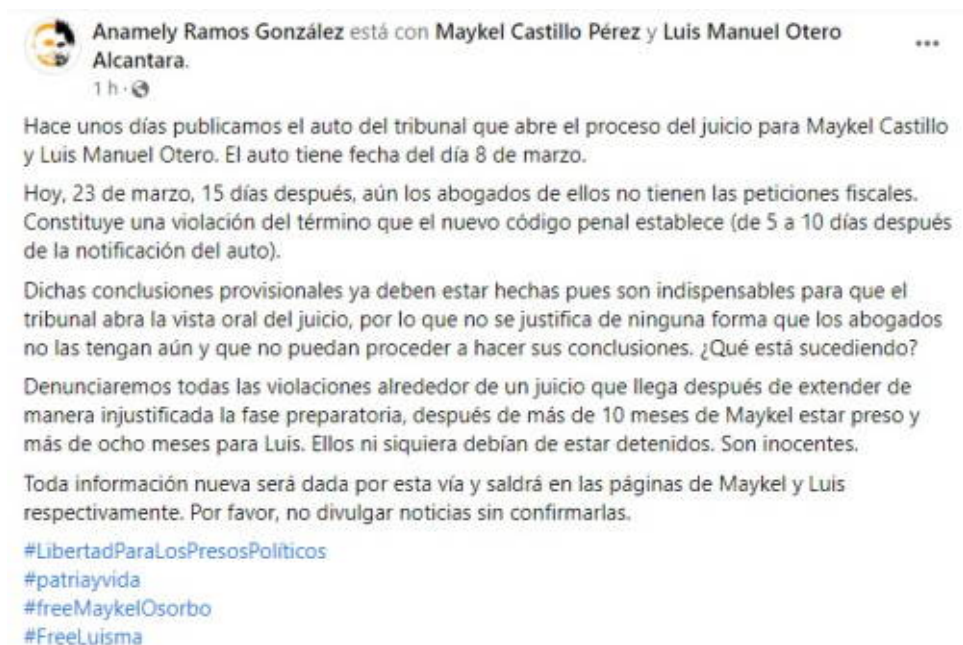 Anamely Ramos González está con Maykel Castillo Pérez y Luis Manuel Otero
Alcantara.
1 h ·
Hace unos días publicamos el auto del tribunal que abre el proceso del juicio para Maykel Castillo
y Luis Manuel Otero. El auto tiene fecha del día 8 de marzo.
Hoy, 23 de marzo, 15 días después, aún los abogados de ellos no tienen las peticiones fiscales.
Constituye una violación del término que el nuevo código penal establece (de 5 a 10 días después
de la notificación del auto).
Dichas conclusiones provisionales ya deben estar hechas pues son indispensables para que el
tribunal abra la vista oral del juicio, por lo que no se justifica de ninguna forma que los abogados
no las tengan aún y que no puedan proceder a hacer sus conclusiones. ¿Qué está sucediendo?
Denunciaremos todas las violaciones alrededor de un juicio que llega después de extender de
manera injustificada la fase preparatoria, después de más de 10 meses de Maykel estar preso y
más de ocho meses para Luis. Ellos ni siquiera debían de estar detenidos. Son inocentes.
Toda información nueva será dada por esta vía y saldrá en las páginas de Maykel y Luis
respectivamente. Por favor, no divulgar noticias sin confirmarlas.
#LibertadParaLosPresosPolíticos
#patriayvida
#freeMaykelOsorbo
#FreeLuisma